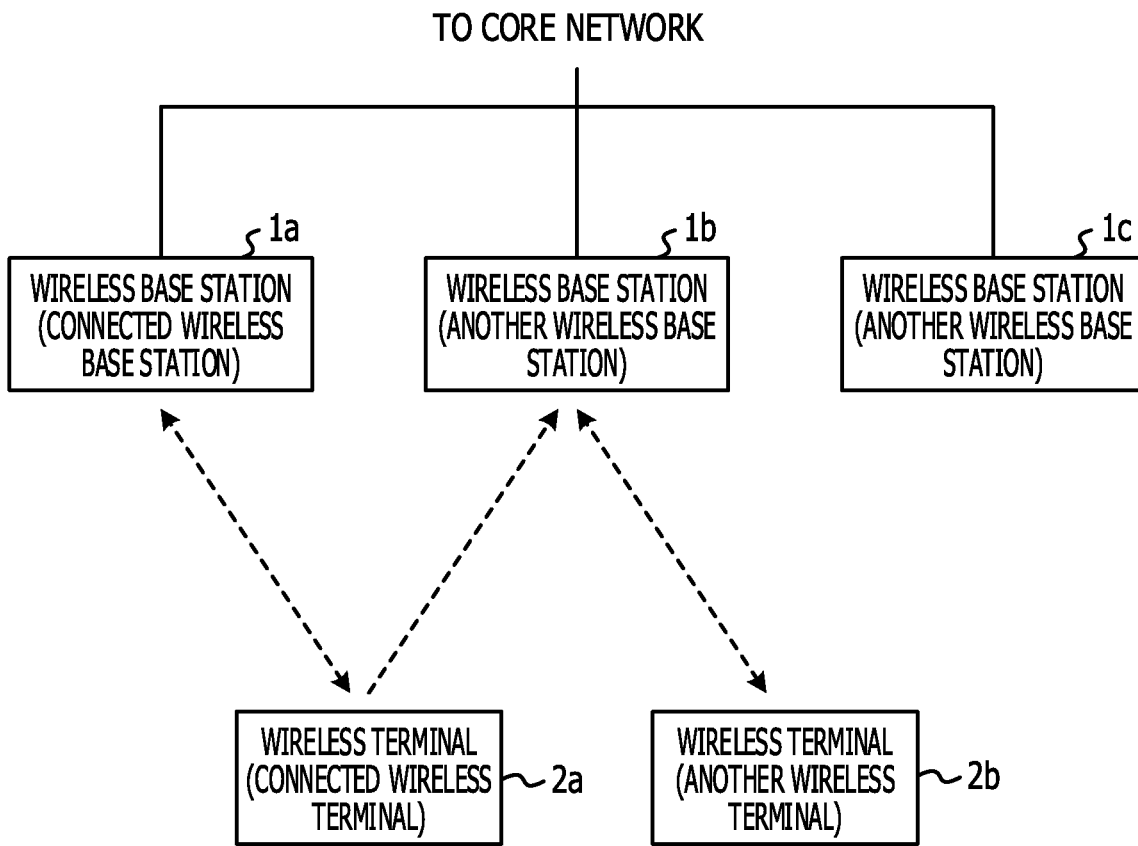 TO CORE NETWORK
1a
1b
1c
WIRELESS BASE STATION
(CONNECTED WIRELESS
BASE STATION)
WIRELESS BASE STATION
(ANOTHER WIRELESS BASE
STATION)
WIRELESS BASE STATION
(ANOTHER WIRELESS BASE
STATION)
WIRELESS TERMINAL
(CONNECTED WIRELESS
TERMINAL)
2a
WIRELESS TERMINAL
(ANOTHER WIRELESS
TERMINAL)
2b